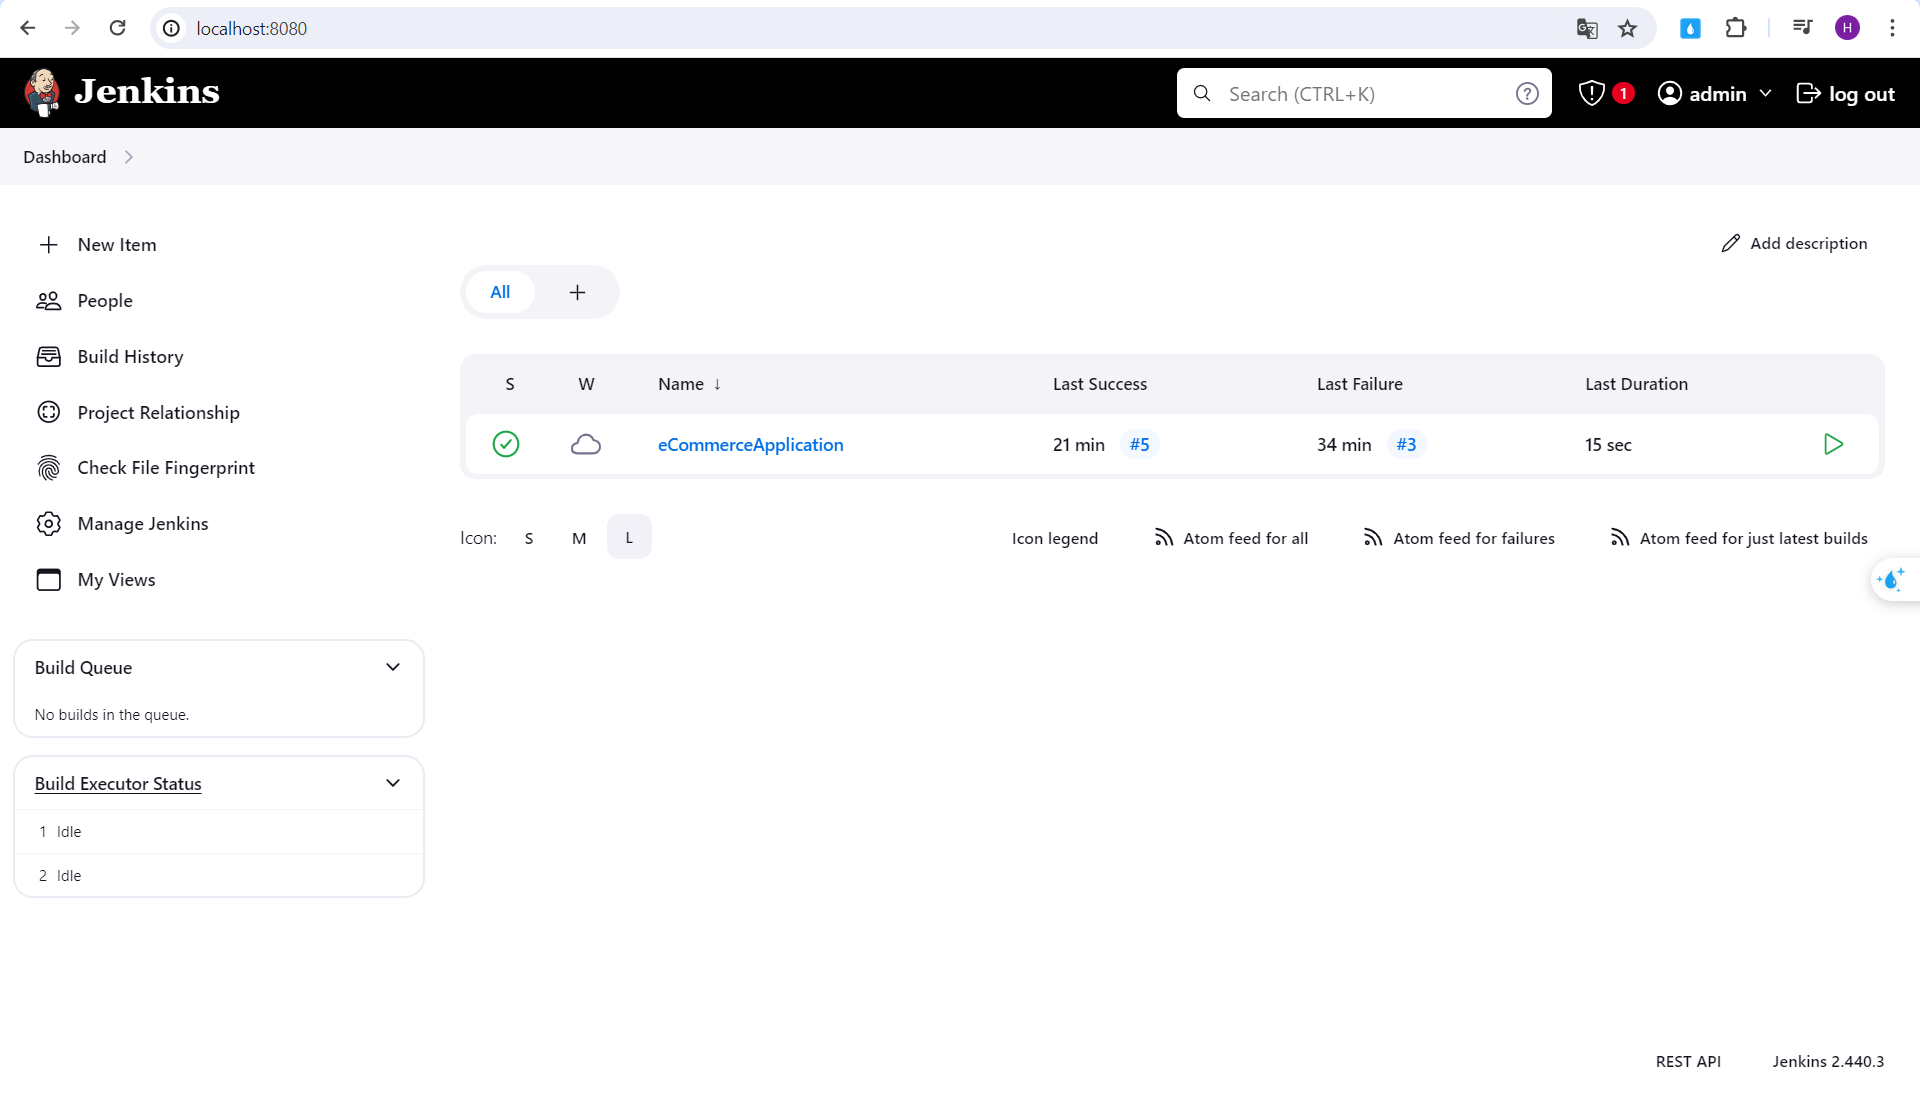 localhost:8080
H
Jenkins
Search (CTRL+K)
?
1
admin
log out
Dashboard
New Item
Add description
People
All
+
Build History
S W Name ↓ Last Success Last Failure Last Duration
Project Relationship
eCommerceApplication 21 min #5 34 min #3 15 sec
Check File Fingerprint
Manage Jenkins
Icon: S M L
Icon legend
Atom feed for all
Atom feed for failures
Atom feed for just latest builds
My Views
Build Queue
No builds in the queue.
Build Executor Status
1 Idle
2 Idle
REST API
Jenkins 2.440.3